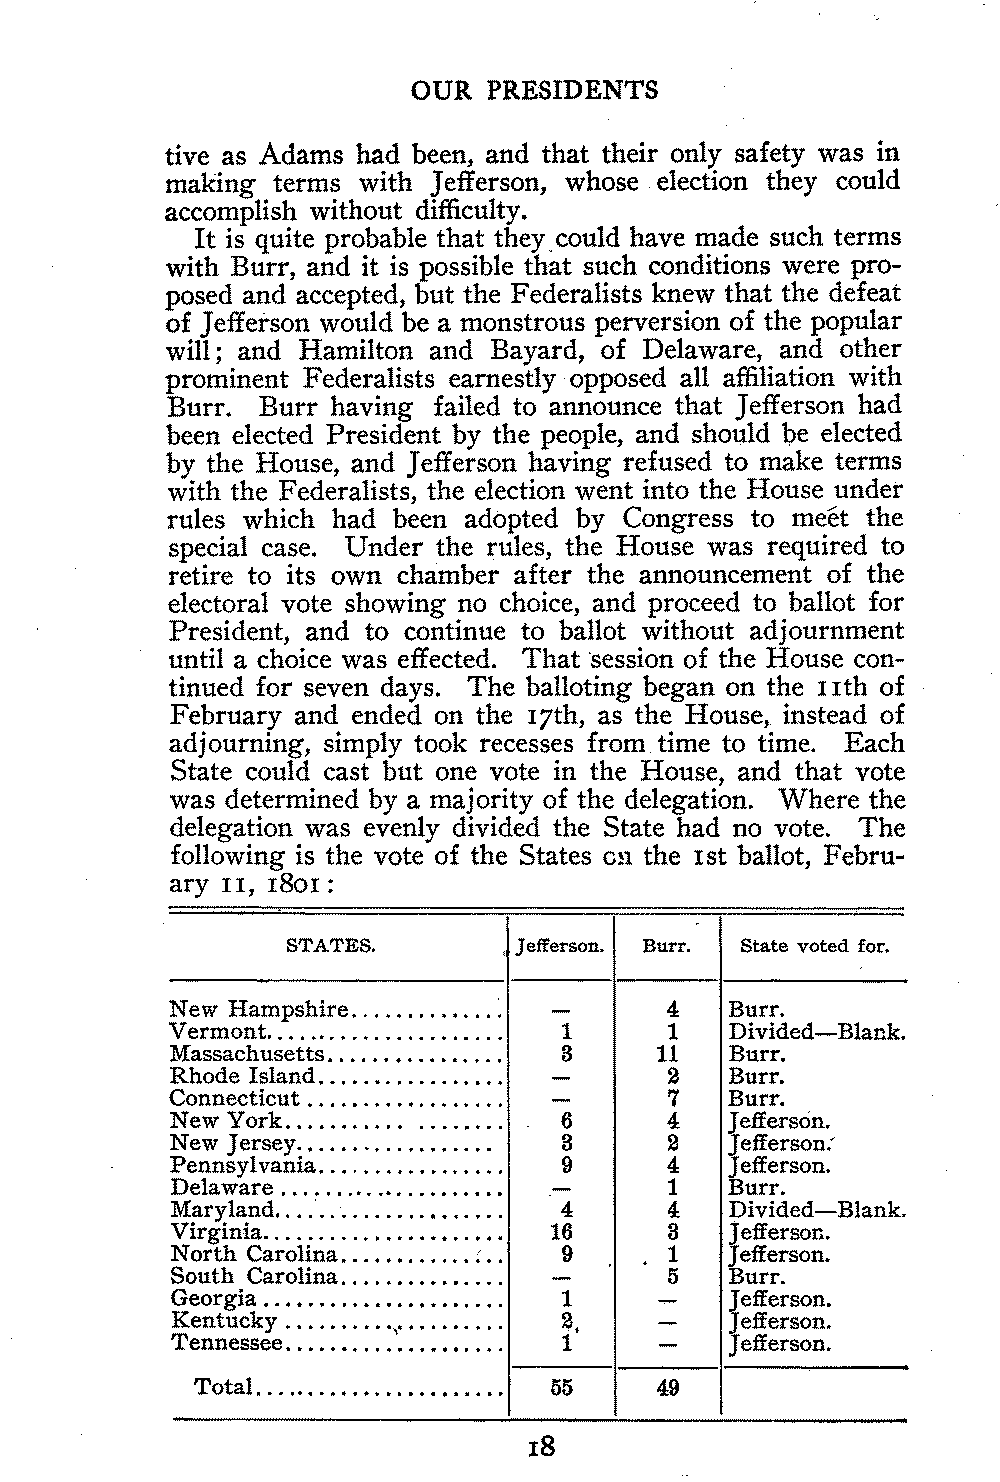 OUR PRESIDENTS
tive as Adams had been, and that their only safety was in
making terms with Jefferson, whose election they could
accomplish without difficulty.
It is quite probable that they could have made such terms
with Burr, and it is possible that such conditions were pro-
posed and accepted, but the Federalists knew that the defeat
of Jefferson would be a monstrous perversion of the popular
will; and Hamilton and Bayard, of Delaware, and other
prominent Federalists earnestly opposed all affiliation with
Burr. Burr having failed to announce that Jefferson had
been elected President by the people, and should be elected
by the House, and Jefferson having refused to make terms
with the Federalists, the election went into the House under
rules which had been adopted by Congress to meet the
special case. Under the rules, the House was required to
retire to its own chamber after the announcement of the
electoral vote showing no choice, and proceed to ballot for
President, and to continue to ballot without adjournment
until a choice was effected. That session of the House con-
tinued for seven days. The balloting began on the 11th of
February and ended on the 17th, as the House, instead of
adjourning, simply took recesses from time to time. Each
State could cast but one vote in the House, and that vote
was determined by a majority of the delegation. Where the
delegation was evenly divided the State had no vote. The
following is the vote of the States on the 1st ballot, Febru-
ary 11, 1801:
STATES. Jefferson. Burr. State voted for.
New Hampshire.............. — 4 Burr.
Vermont..................... 1 1 Divided—Blank.
Massachusetts................ 3 11 Burr.
Rhode Island................. — 2 Burr.
Connecticut.................. — 7 Burr.
New York................... 6 4 Jefferson.
New Jersey.................. 3 2 Jefferson.
Pennsylvania................. 9 4 Jefferson.
Delaware.................... — 1 Burr.
Maryland.................... 4 4 Divided—Blank.
Virginia...................... 16 3 Jefferson.
North Carolina............... 9 1 Jefferson.
South Carolina............... — 5 Burr.
Georgia...................... 1 — Jefferson.
Kentucky.................... 2 — Jefferson.
Tennessee.................... 1 — Jefferson.
Total....................... 55 49
18